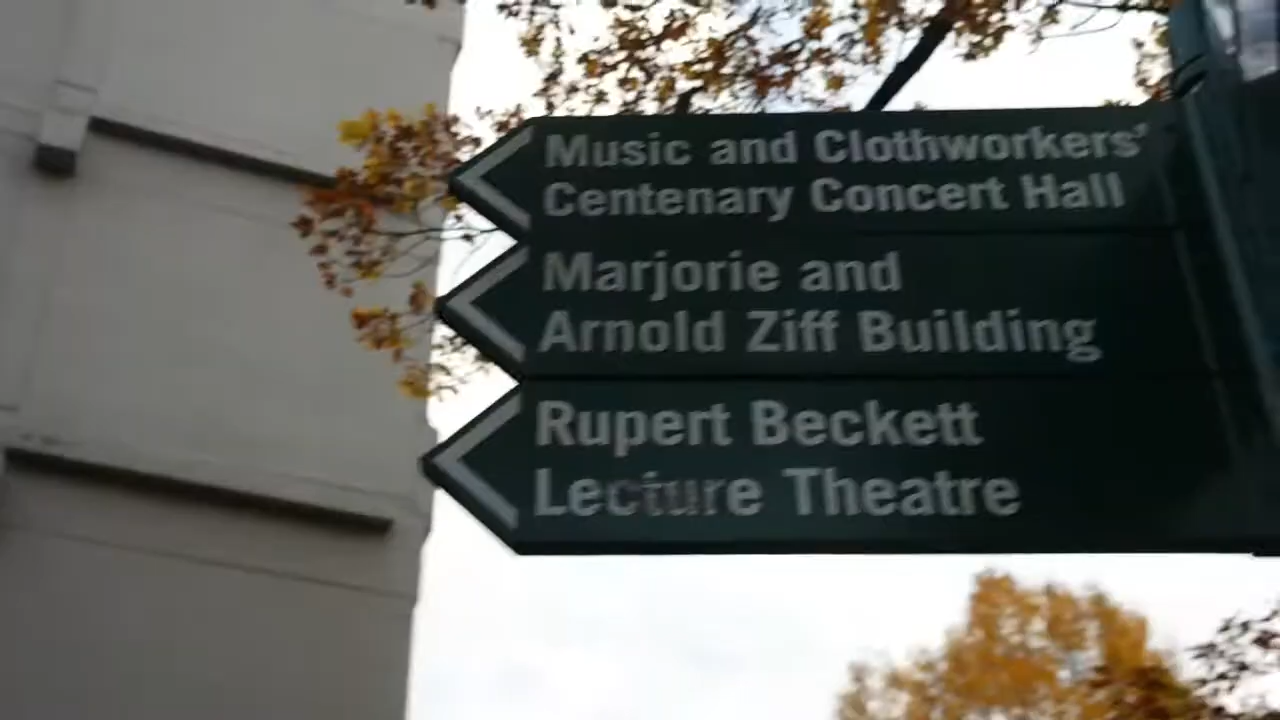 Music and Clothworkers'
Centenary Concert Hall
Marjorie and
Arnold Ziff Building
Rupert Beckett
Lecture Theatre